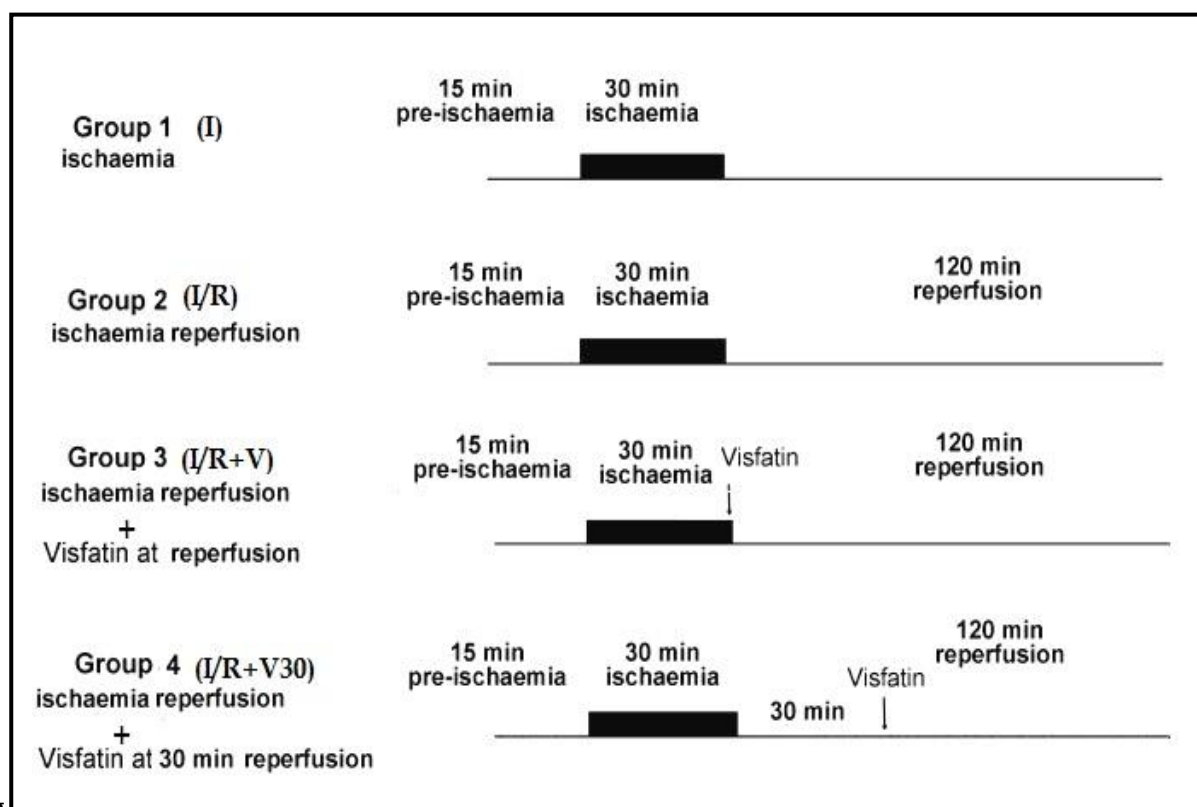 15 min
pre-ischaemia
30 min
ischaemia
Group 1 (I)
ischaemia
15 min
pre-ischaemia
30 min
ischaemia
120 min
reperfusion
Group 2 (I/R)
ischaemia reperfusion
15 min
pre-ischaemia
30 min
ischaemia
Visfatin
120 min
reperfusion
Group 3 (I/R+V)
ischaemia reperfusion
+
Visfatin at reperfusion
15 min
pre-ischaemia
30 min
ischaemia
30 min
Visfatin
120 min
reperfusion
Group 4 (I/R+V30)
ischaemia reperfusion
+
Visfatin at 30 min reperfusion